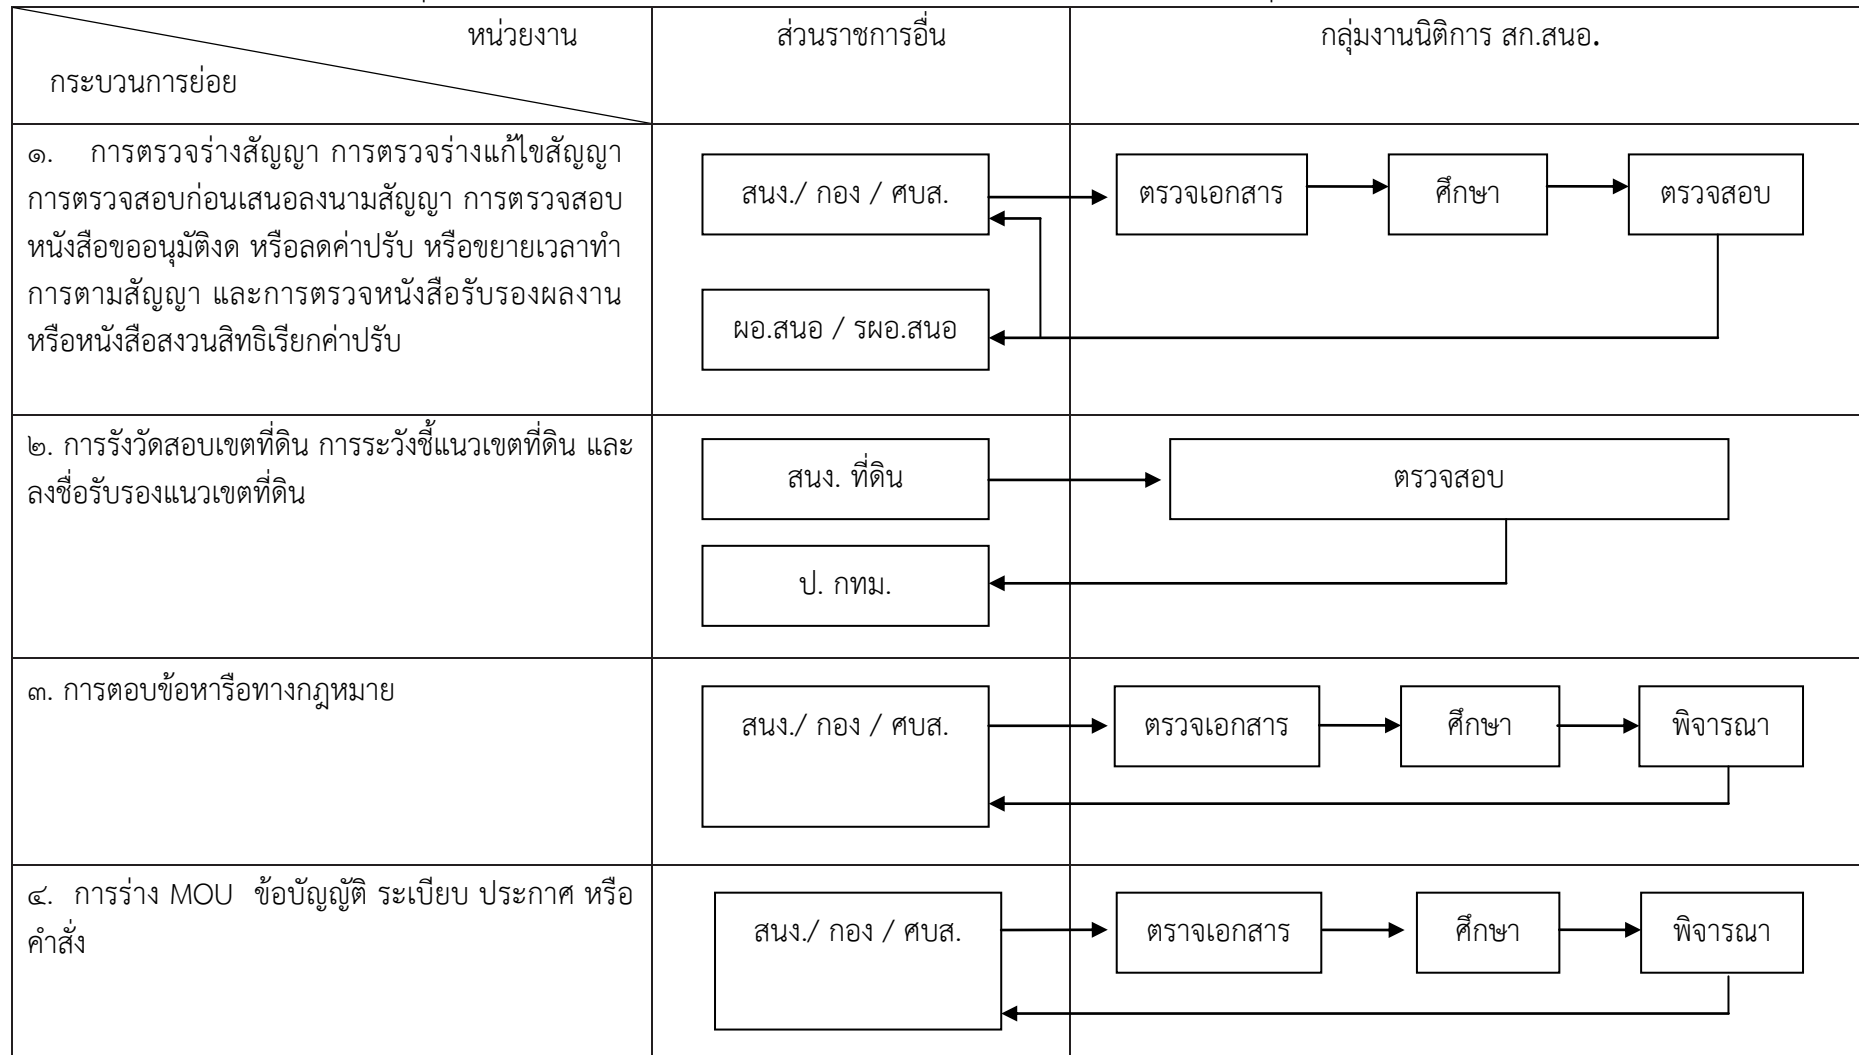 หน่วยงาน
กระบวนการย่อย
ส่วนราชการอื่น
กลุ่มงานนิติการ สก.สนอ.
๑. การตรวจร่างสัญญา การตรวจร่างแก้ไขสัญญา
การตรวจสอบก่อนเสนอลงนามสัญญา การตรวจสอบ
หนังสือขออนุมัติงด หรือลดค่าปรับ หรือขยายเวลาทำ
การตามสัญญา และการตรวจหนังสือรับรองผลงาน
หรือหนังสือสงวนสิทธิเรียกค่าปรับ
สนง./ กอง / ศบส.
ตรวจเอกสาร
ศึกษา
ตรวจสอบ
ผอ.สนอ / รผอ.สนอ
๒. การรังวัดสอบเขตที่ดิน การระวังชี้แนวเขตที่ดิน และ
ลงชื่อรับรองแนวเขตที่ดิน
สนง. ที่ดิน
ตรวจสอบ
ป. กทม.
๓. การตอบข้อหารือทางกฎหมาย
สนง./ กอง / ศบส.
ตรวจเอกสาร
ศึกษา
พิจารณา
๔. การร่าง MOU ข้อบัญญัติ ระเบียบ ประกาศ หรือ
คำสั่ง
สนง./ กอง / ศบส.
ตราจเอกสาร
ศึกษา
พิจารณา